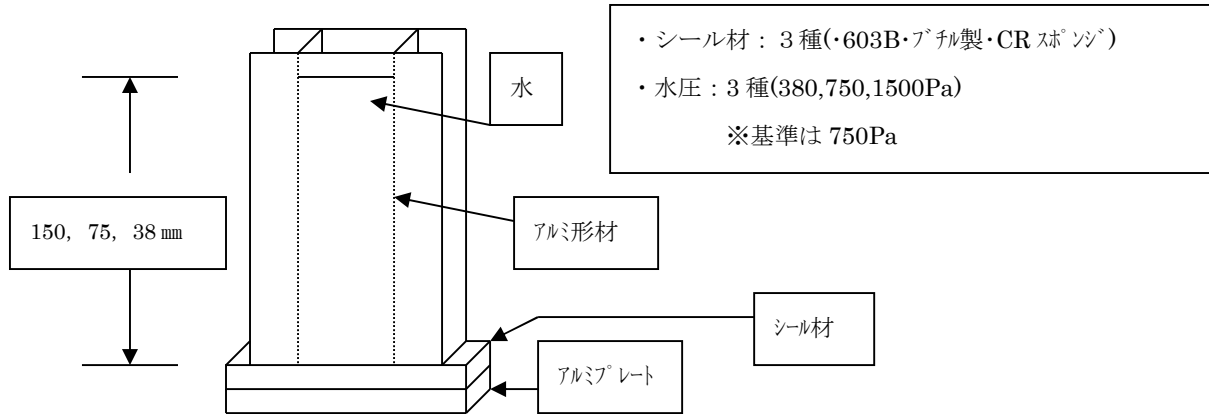 ・シール材：３種(・603B・ﾌﾞﾁﾙ製・CR ｽﾎﾟﾝｼﾞ)
・水圧：３種(380,750,1500Pa)
※基準は 750Pa
水
150, 75, 38 ㎜
ｱﾙﾐ形材
ｼｰﾙ材
ｱﾙﾐﾌﾟﾚｰﾄ